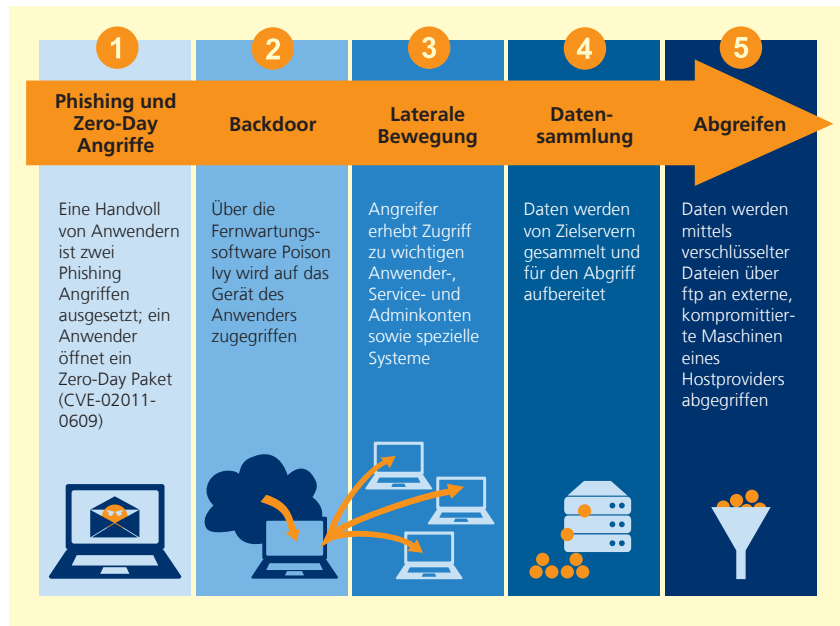 1
Phishing und
Zero-Day
Angriffe
Eine Handvoll
von Anwendern
ist zwei
Phishing
Angriffen
ausgesetzt; ein
Anwender
öffnet ein
Zero-Day Paket
(CVE-02011-
0609)
2
Backdoor
Über die
Fernwartungs-
software Poison
Ivy wird auf das
Gerät des
Anwenders
zugegriffen
3
Laterale
Bewegung
Angreifer
erhebt Zugriff
zu wichtigen
Anwender-,
Service- und
Adminkonten
sowie spezielle
Systeme
4
Daten-
sammlung
Daten werden
von Zielservern
gesammelt und
für den Abgriff
aufbereitet
5
Abgreifen
Daten werden
mittels
verschlüsselter
Dateien über
ftp an externe,
kompromittier-
te Maschinen
eines
Hostproviders
abgegriffen